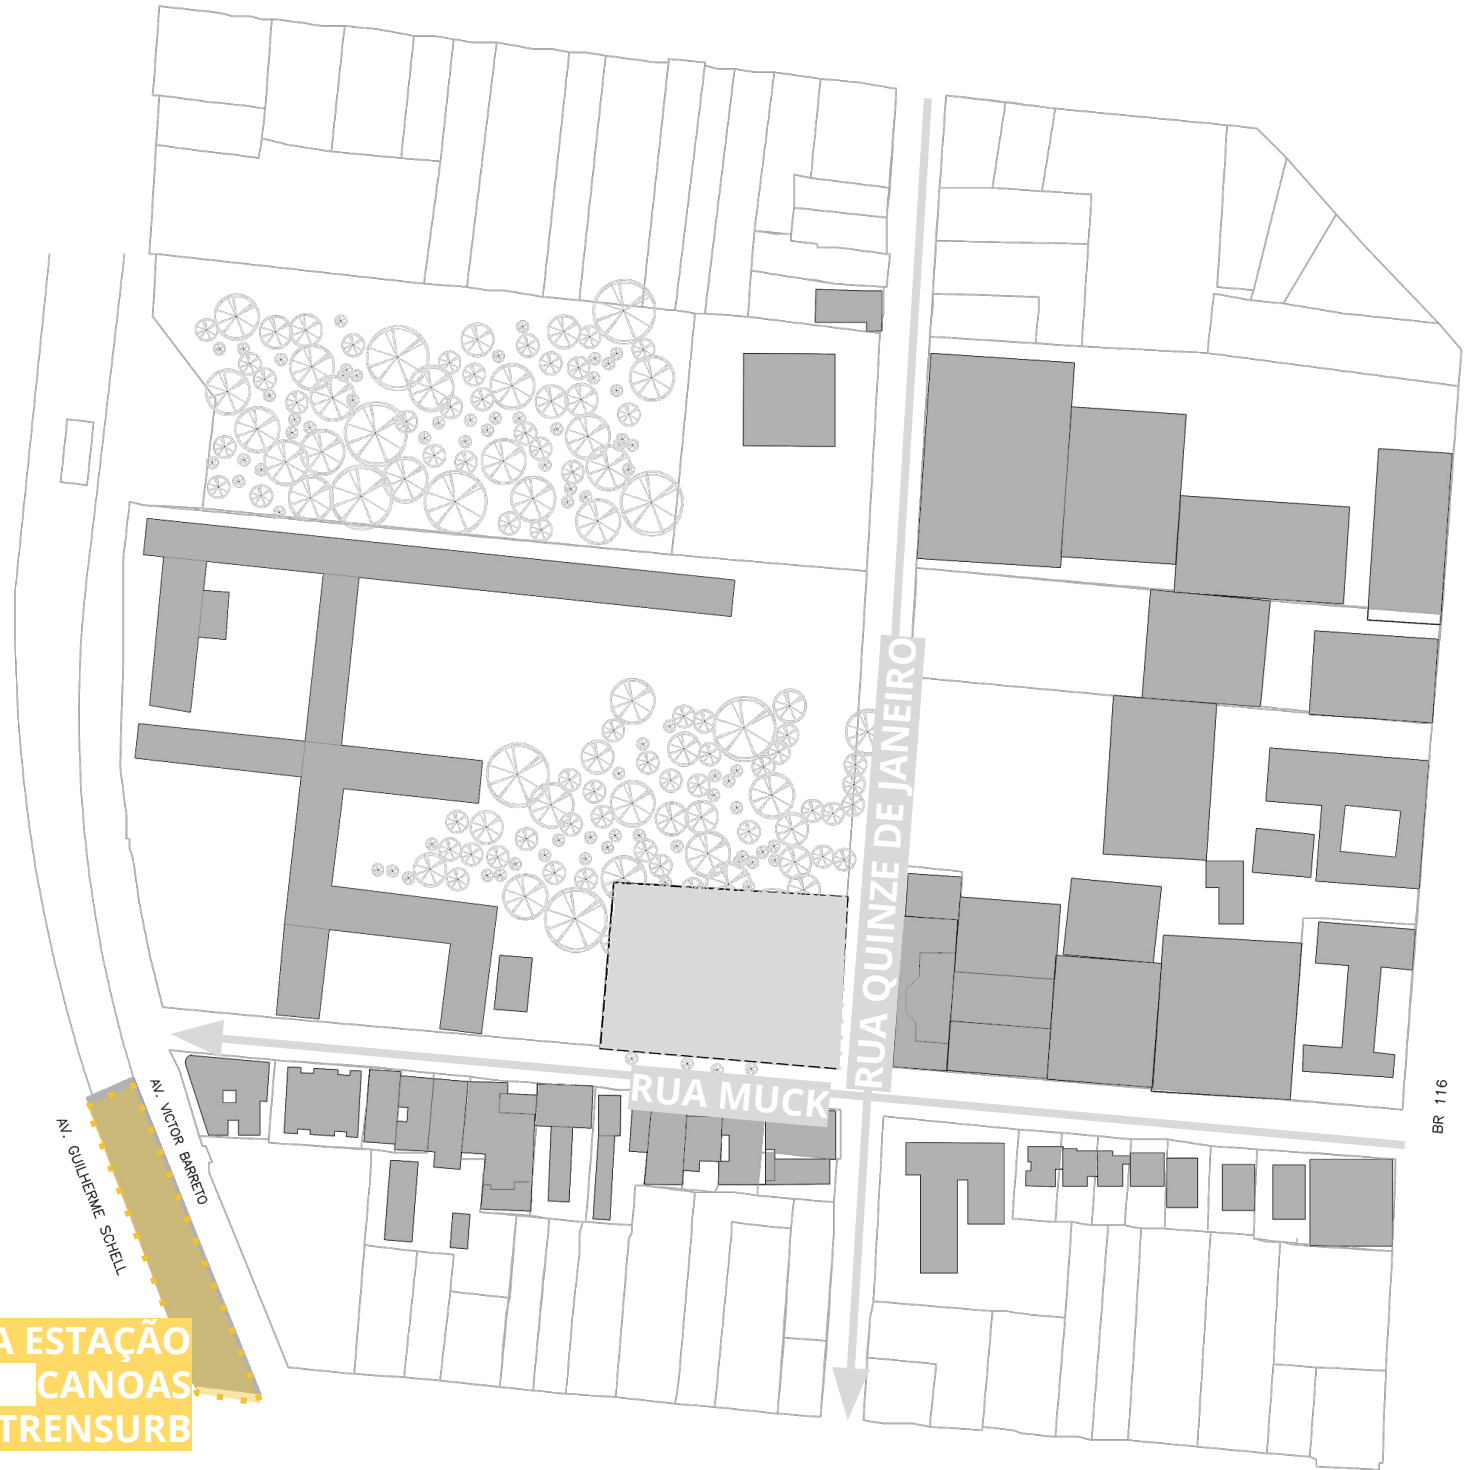 RUA QUINZE DE JANEIRO
RUA MUCK
BR 116
AV. VICTOR BARRETO
AV. GUILHERME SCHELL
A ESTAÇÃO
CANOAS
TRENSURB